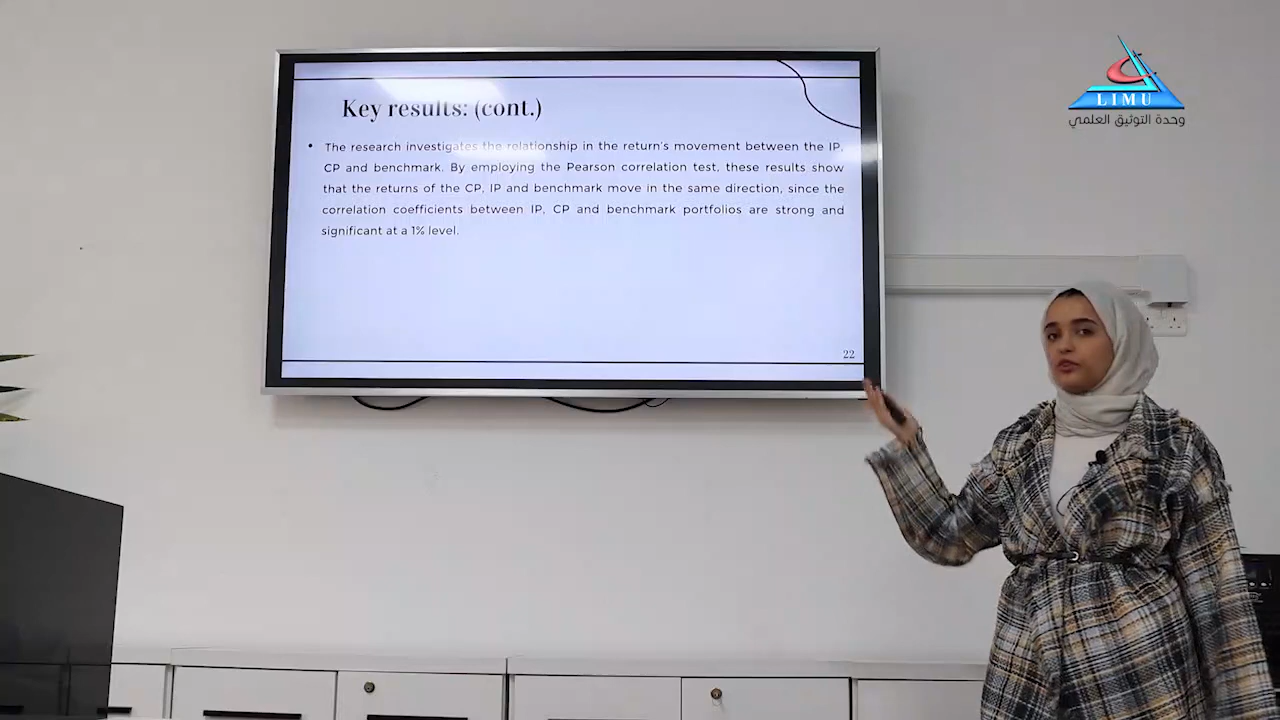 Key results: (cont.)
• The research investigates the relationship in the return's movement between the IP,
CP and benchmark. By employing the Pearson correlation test, these results show
that the returns of the CP, IP and benchmark move in the same direction, since the
correlation coefficients between IP, CP and benchmark portfolios are strong and
significant at a 1% level.
22
LIMU
وحدة التوثيق العلمي